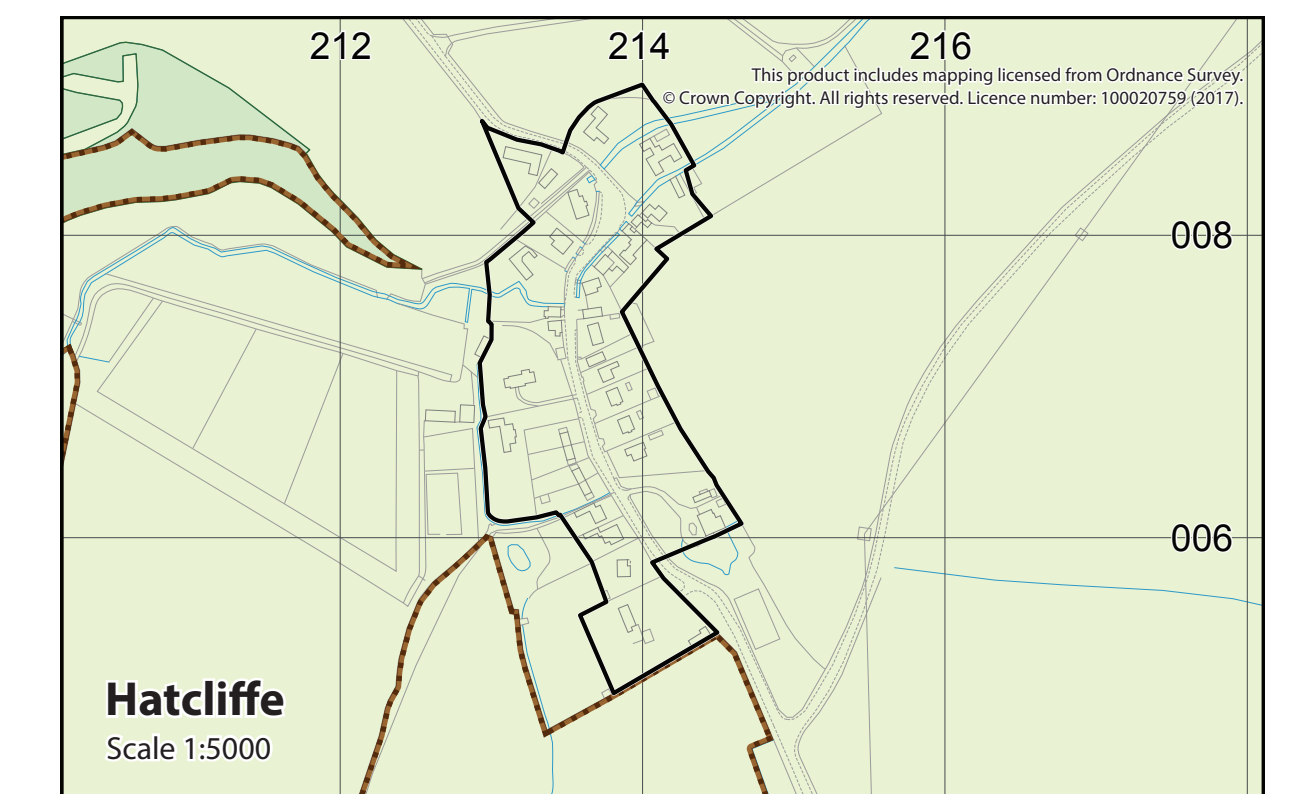 212
214
216
This product includes mapping licensed from Ordnance Survey.
© Crown Copyright. All rights reserved. Licence number: 100020759 (2017).
008
006
Hatcliffe
Scale 1:5000